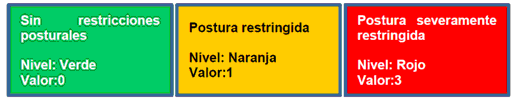 Sin restricciones
posturales
Nivel: Verde
Valor:0
Postura restringida
Nivel: Naranja
Valor:1
Postura severamente
restringida
Nivel: Rojo
Valor:3